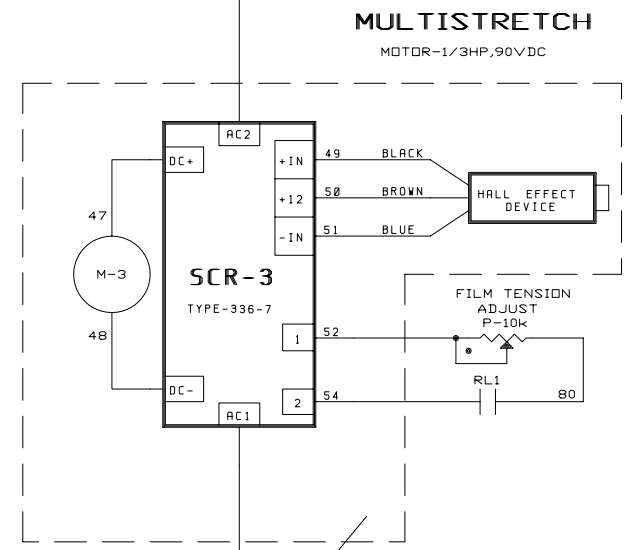 MULTISTRETCH
MOTOR-1/3HP,90VDC
AC2
DC+
+IN
49
BLACK
+12
50
BROWN
HALL EFFECT
DEVICE
-IN
51
BLUE
47
M-3
48
SCR-3
TYPE-336-7
FILM TENSION
ADJUST
P-10k
1
52
RL1
DC-
2
54
80
AC1